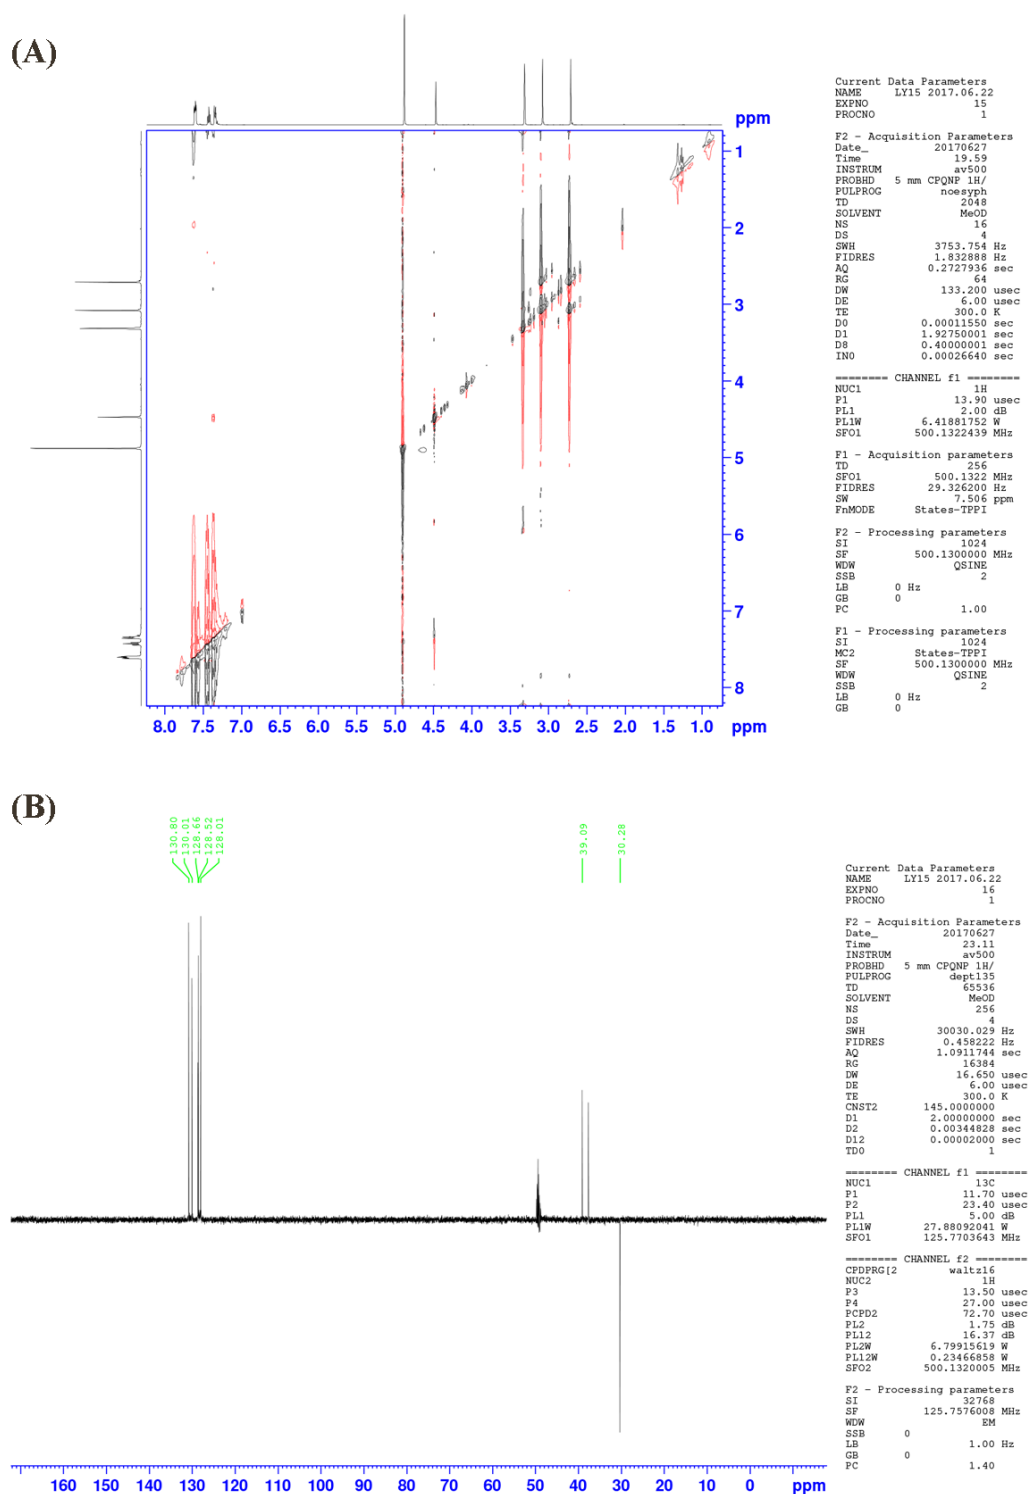 (A)
ppm
1
2
3
4
5
6
7
8
8.0 7.5 7.0 6.5 6.0 5.5 5.0 4.5 4.0 3.5 3.0 2.5 2.0 1.5 1.0 ppm
Current Data Parameters
NAME LY15 2017.06.22
EXPNO 15
PROCNO 1
F2 - Acquisition Parameters
Date_ 20170627
Time 19.59
INSTRUM av500
PROBHD 5 mm CPQNP 1H/
PULPROG noesyph
TD 2048
SOLVENT MeOD
NS 16
DS 4
SWH 3753.754 Hz
FIDRES 1.832888 Hz
AQ 0.2727936 sec
RG 64
DW 133.200 usec
DE 6.00 usec
TE 300.0 K
D0 0.00011550 sec
D1 1.92750001 sec
D8 0.40000001 sec
IN0 0.00026640 sec
======== CHANNEL f1 ========
NUC1 1H
P1 13.90 usec
PL1 2.00 dB
PL1W 6.41881752 W
SFO1 500.1322439 MHz
F1 - Acquisition parameters
TD 256
SFO1 500.1322 MHz
FIDRES 29.326200 Hz
SW 7.506 ppm
FnMODE States-TPPI
F2 - Processing parameters
SI 1024
SF 500.1300000 MHz
WDW QSINE
SSB 2
LB 0 Hz
GB 0
PC 1.00
F1 - Processing parameters
SI 1024
MC2 States-TPPI
SF 500.1300000 MHz
WDW QSINE
SSB 2
LB 0 Hz
GB 0
(B)
130.80
130.01
128.66
128.52
128.01
39.09
30.28
160 140 130 120 110 100 90 80 70 60 50 40 30 20 10 0 ppm
Current Data Parameters
NAME LY15 2017.06.22
EXPNO 16
PROCNO 1
F2 - Acquisition Parameters
Date_ 20170627
Time 23.11
INSTRUM av500
PROBHD 5 mm CPQNP 1H/
PULPROG dept135
TD 65536
SOLVENT MeOD
NS 256
DS 4
SWH 30030.029 Hz
FIDRES 0.458222 Hz
AQ 1.0911744 sec
RG 16384
DW 16.650 usec
DE 6.00 usec
TE 300.0 K
CNST2 145.0000000
D1 2.00000000 sec
D2 0.00344828 sec
D12 0.00002000 sec
TD0 1
======== CHANNEL f1 ========
NUC1 13C
P1 11.70 usec
P2 23.40 usec
PL1 5.00 dB
PL1W 27.88092041 W
SFO1 125.7703643 MHz
======== CHANNEL f2 ========
CPDPRG[2 waltz16
NUC2 1H
P3 13.50 usec
P4 27.00 usec
PCPD2 72.70 usec
PL2 1.75 dB
PL12 16.37 dB
PL2W 6.79915619 W
PL12W 0.23466858 W
SFO2 500.1320005 MHz
F2 - Processing parameters
SI 32768
SF 125.7576008 MHz
WDW EM
SSB 0
LB 1.00 Hz
GB 0
PC 1.40